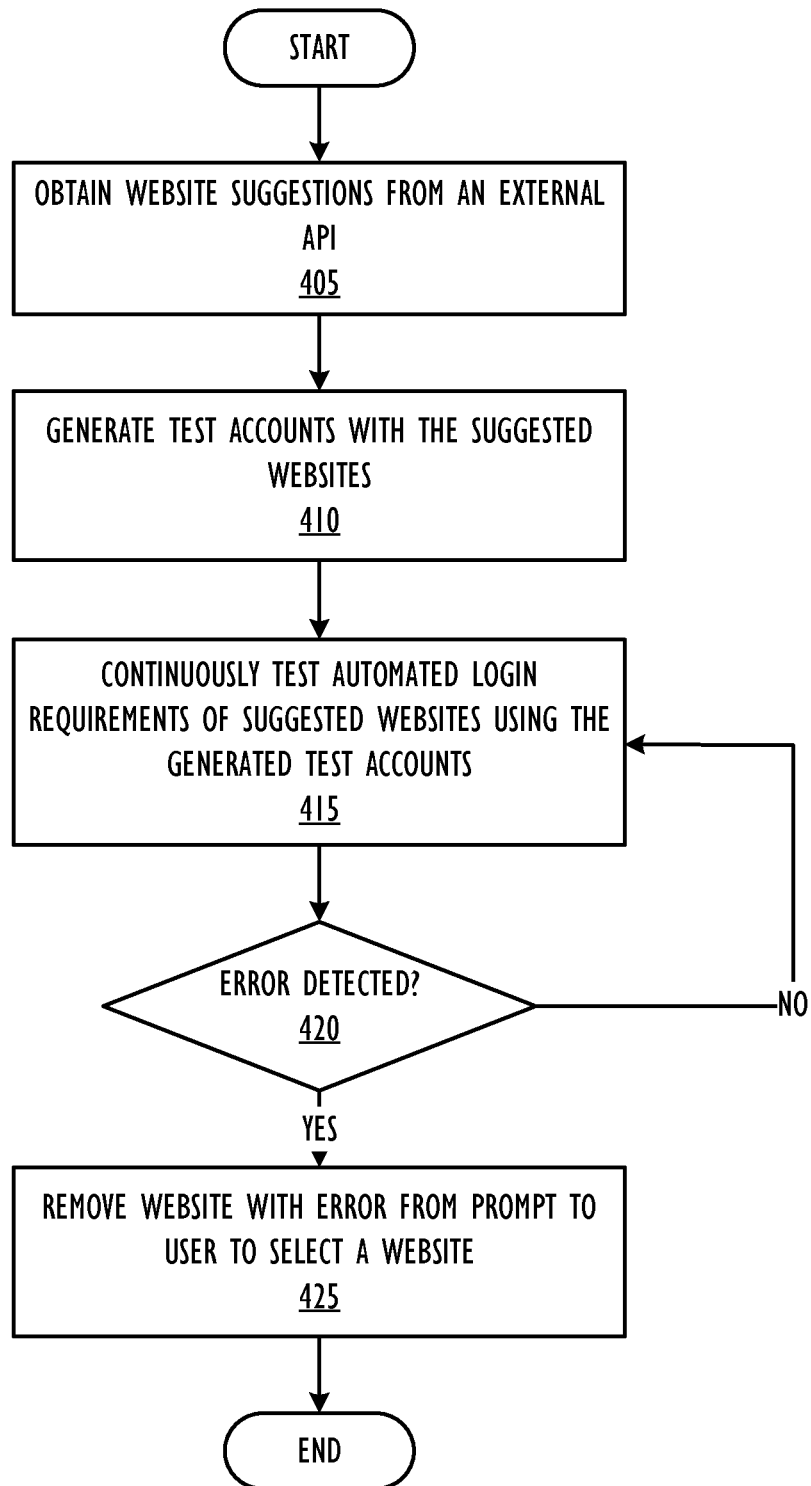 START
OBTAIN WEBSITE SUGGESTIONS FROM AN EXTERNAL
API
405
GENERATE TEST ACCOUNTS WITH THE SUGGESTED
WEBSITES
410
CONTINUOUSLY TEST AUTOMATED LOGIN
REQUIREMENTS OF SUGGESTED WEBSITES USING THE
GENERATED TEST ACCOUNTS
415
ERROR DETECTED?
420
NO
YES
REMOVE WEBSITE WITH ERROR FROM PROMPT TO
USER TO SELECT A WEBSITE
425
END